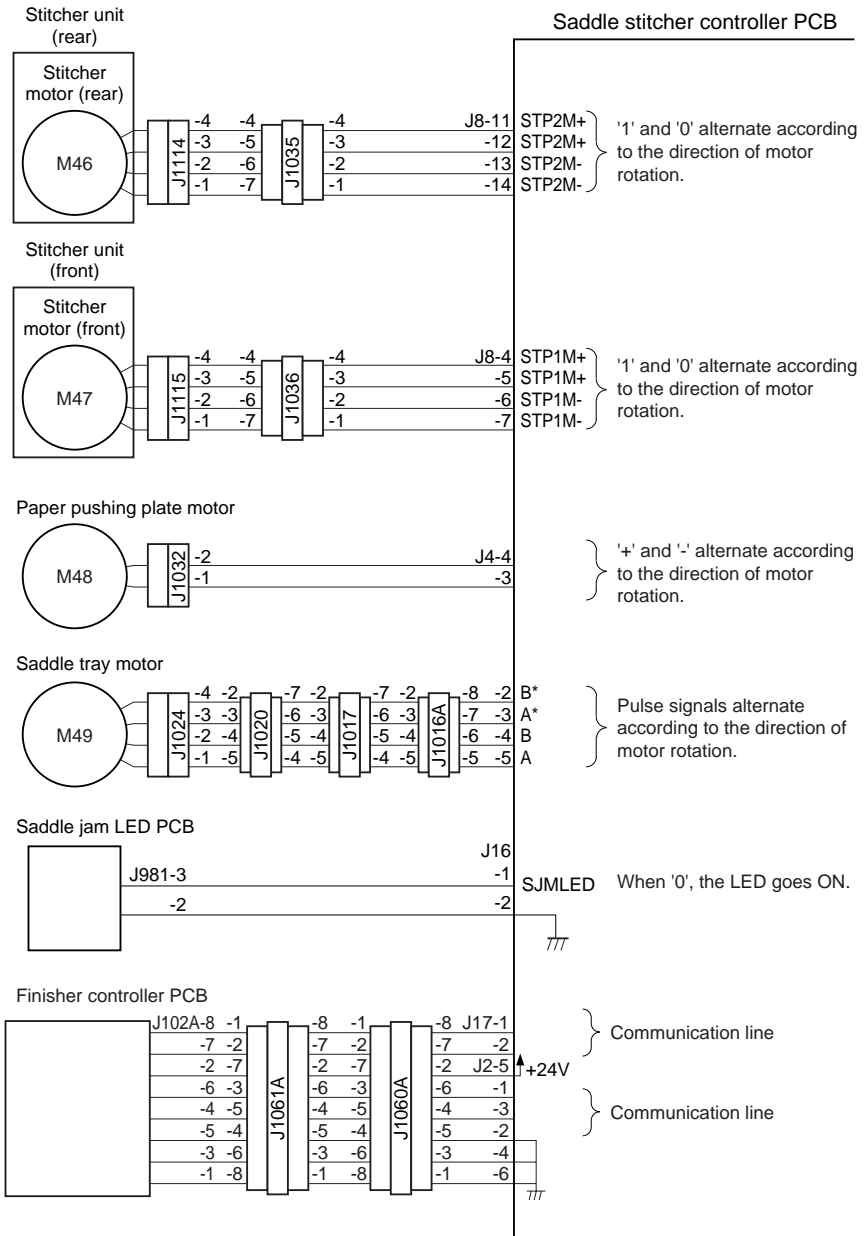 Saddle stitcher controller PCB
Stitcher unit
(rear)
Stitcher
motor (rear)
M46
J1114
-4 -4
-3 -5
-2 -6
-1 -7
J1035
-4
-3
-2
-1
J8-11 STP2M+
-12 STP2M+
-13 STP2M-
-14 STP2M-
'1' and '0' alternate according
to the direction of motor
rotation.
Stitcher unit
(front)
Stitcher
motor (front)
M47
J1115
-4 -4
-3 -5
-2 -6
-1 -7
J1036
-4
-3
-2
-1
J8-4 STP1M+
-5 STP1M+
-6 STP1M-
-7 STP1M-
'1' and '0' alternate according
to the direction of motor
rotation.
Paper pushing plate motor
M48
J1032
-2
-1
J4-4
-3
'+' and '-' alternate according
to the direction of motor
rotation.
Saddle tray motor
M49
J1024
-4 -2
-3 -3
-2 -4
-1 -5
J1020
-7 -2
-6 -3
-5 -4
-4 -5
J1017
-7 -2
-6 -3
-5 -4
-4 -5
J1016A
-8 -2 B*
-7 -3 A*
-6 -4 B
-5 -5 A
Pulse signals alternate
according to the direction of
motor rotation.
Saddle jam LED PCB
J981-3
-2
J16
-1
-2
SJMLED
When '0', the LED goes ON.
Finisher controller PCB
J102A-8 -1
-7 -2
-2 -7
-6 -3
-4 -5
-5 -4
-3 -6
-1 -8
J1061A
-8 -1
-7 -2
-2 -7
-6 -3
-4 -5
-5 -4
-3 -6
-1 -8
J1060A
-8 J17-1
-7 -2
-2 J2-5
-6 -1
-4 -3
-5 -2
-3 -4
-1 -6
+24V
Communication line
Communication line